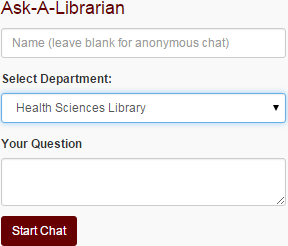 Ask-A-Librarian
Name (leave blank for anonymous chat)
Select Department:
Health Sciences Library
Your Question
Start Chat